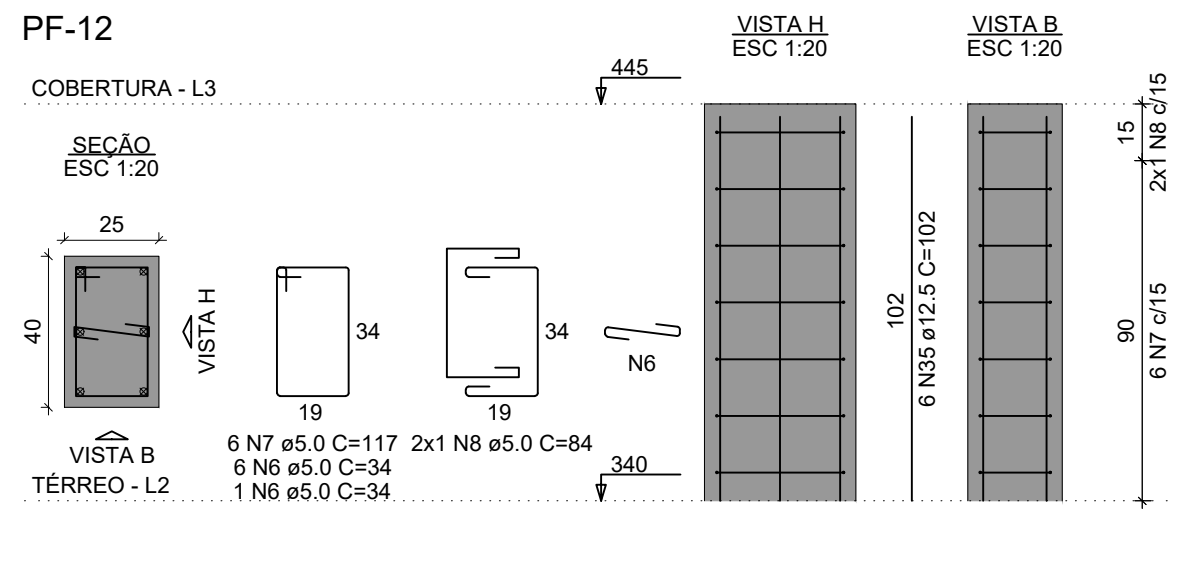 PF-12
VISTA H
ESC 1:20
VISTA B
ESC 1:20
COBERTURA - L3
445
SEÇÃO
ESC 1:20
25
40
VISTA H
VISTA B
TÉRREO - L2
34
19
6 N7 ø5.0 C=117
6 N6 ø5.0 C=34
1 N6 ø5.0 C=34
34
19
2x1 N8 ø5.0 C=84
N6
340
102
6 N35 ø12.5 C=102
15
2x1 N8 c/15
90
6 N7 c/15